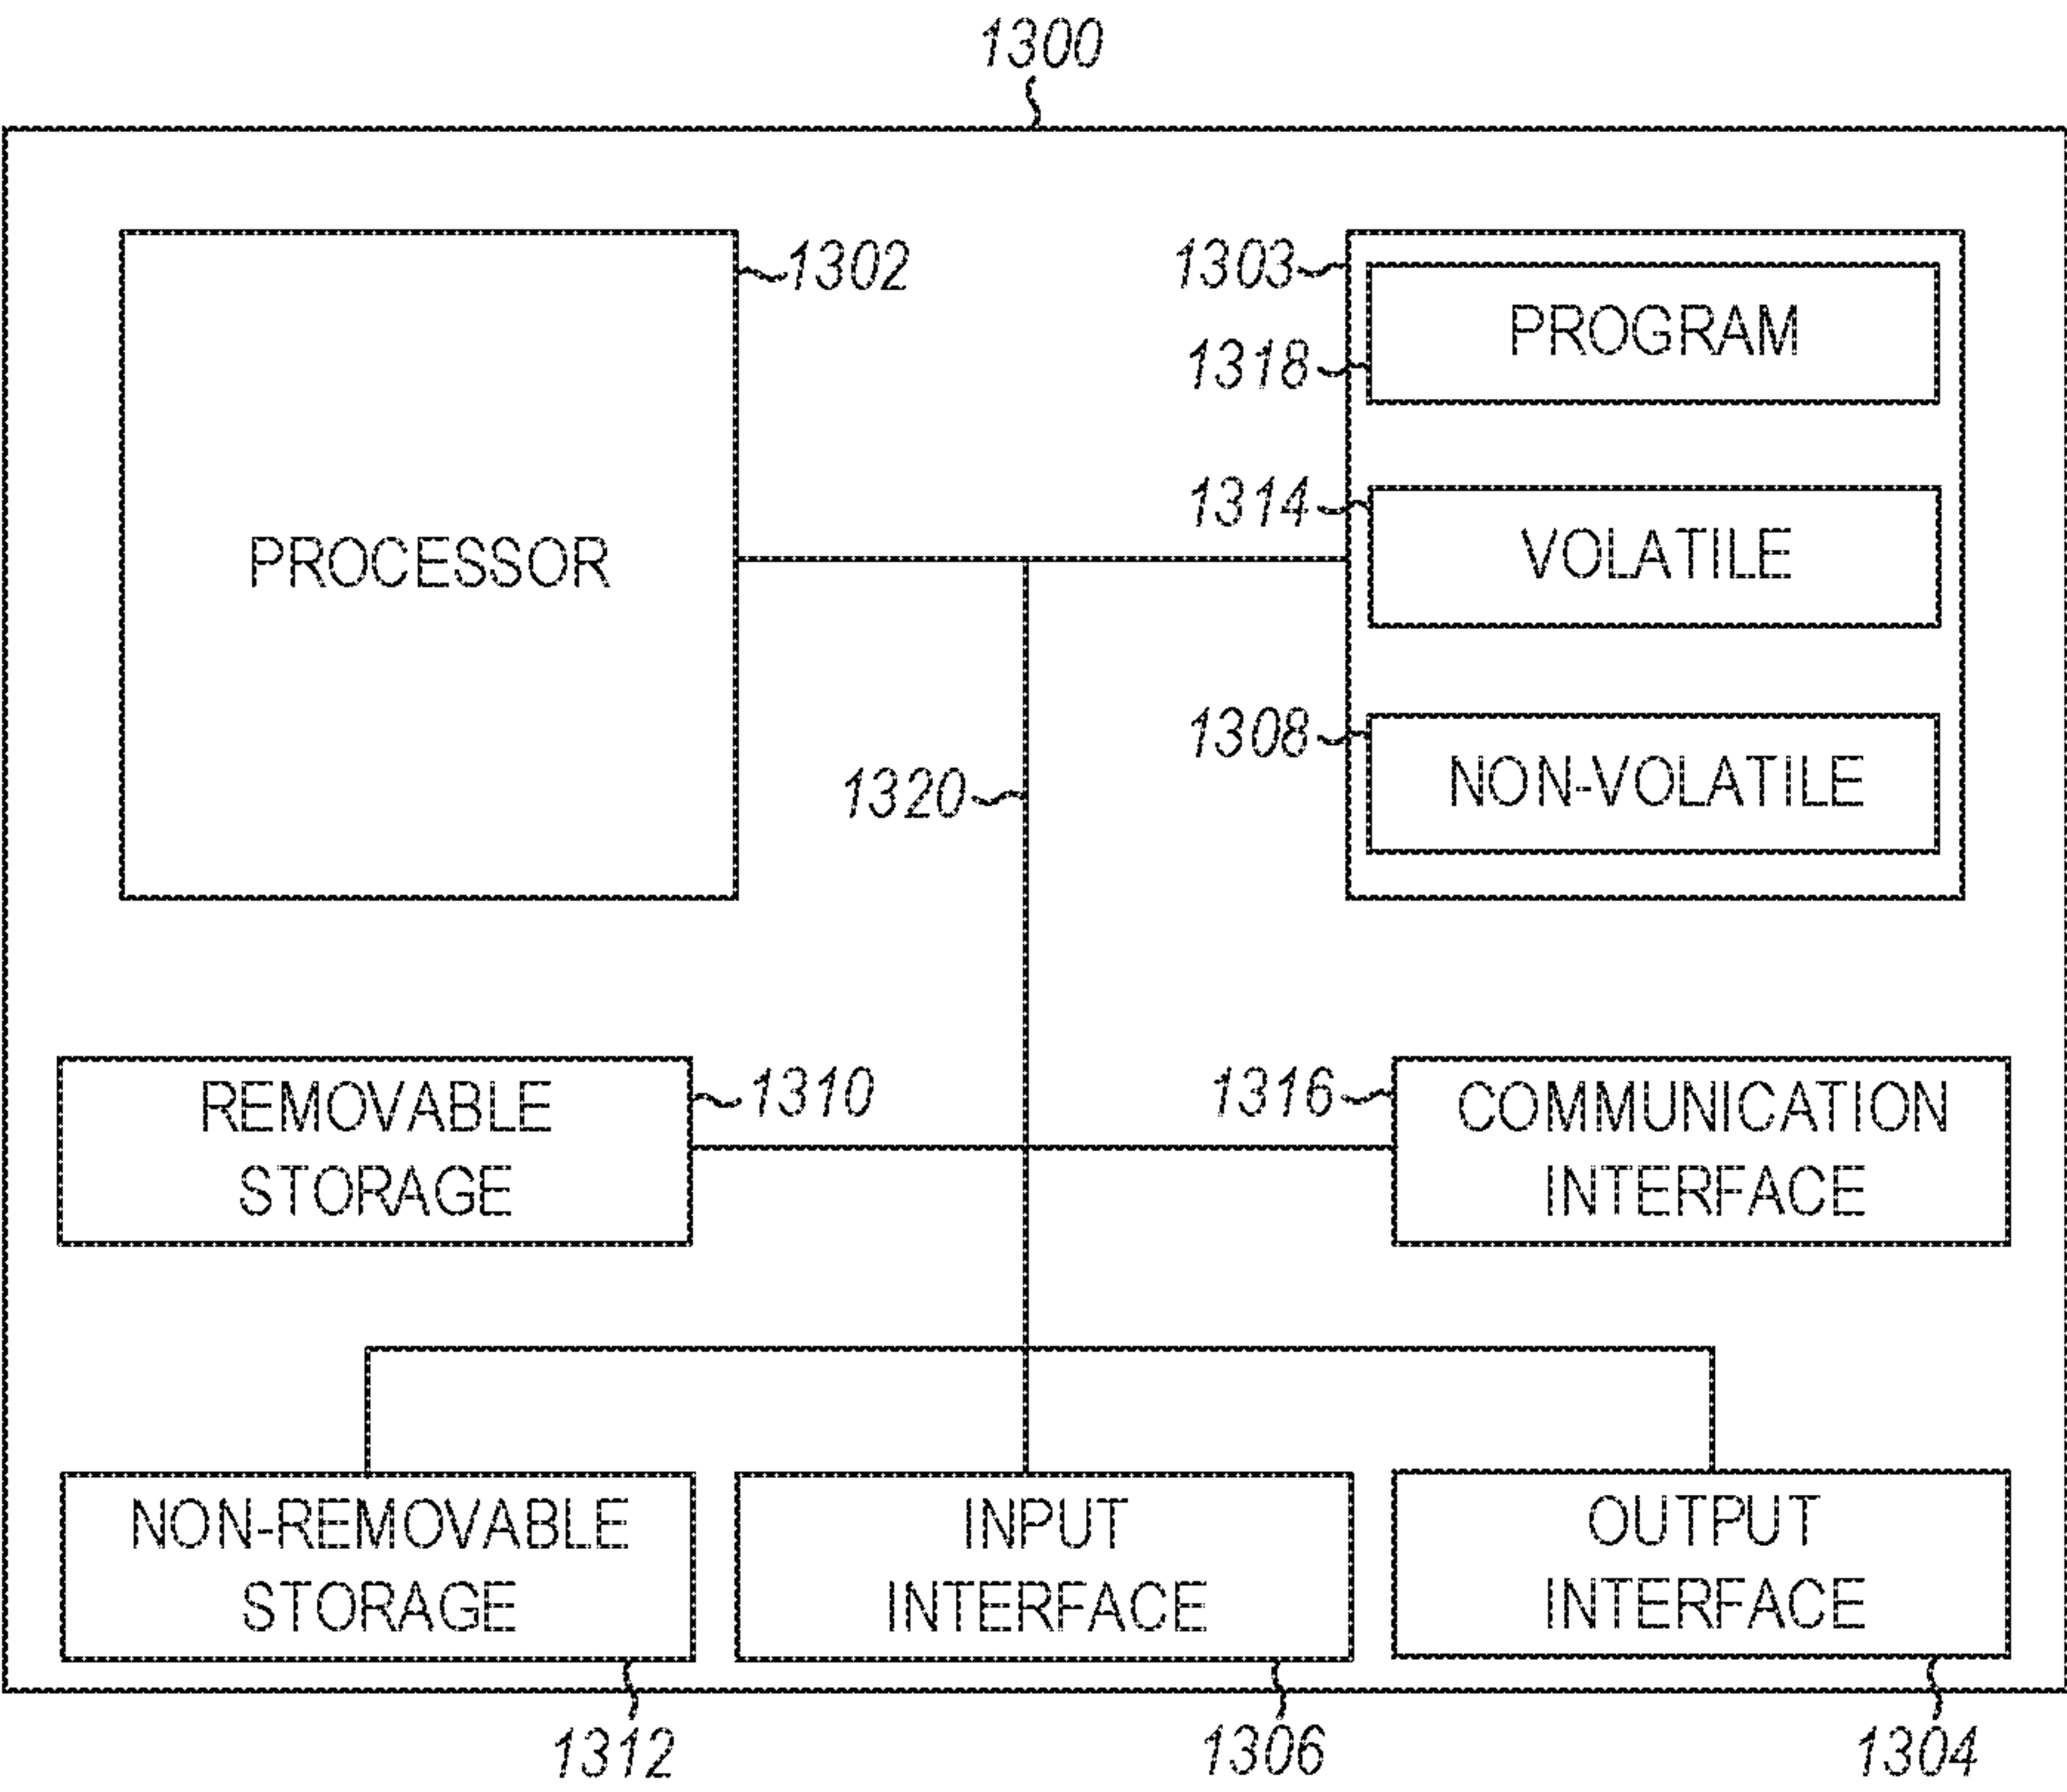 1300
1302
1303
PROGRAM
1318
1314
VOLATILE
PROCESSOR
1308
NON-VOLATILE
1320
REMOVABLE
STORAGE
1310
1316
COMMUNICATION
INTERFACE
NON-REMOVABLE
STORAGE
INPUT
INTERFACE
OUTPUT
INTERFACE
1312
1306
1304